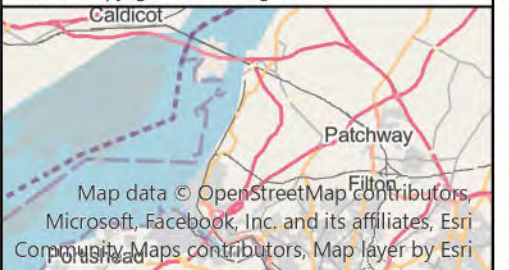 Caldicot
Patchway
Filton
Map data © OpenStreetMap contributors,
Microsoft, Facebook, Inc. and its affiliates, Esri
Community Maps contributors, Map layer by Esri
Portishead